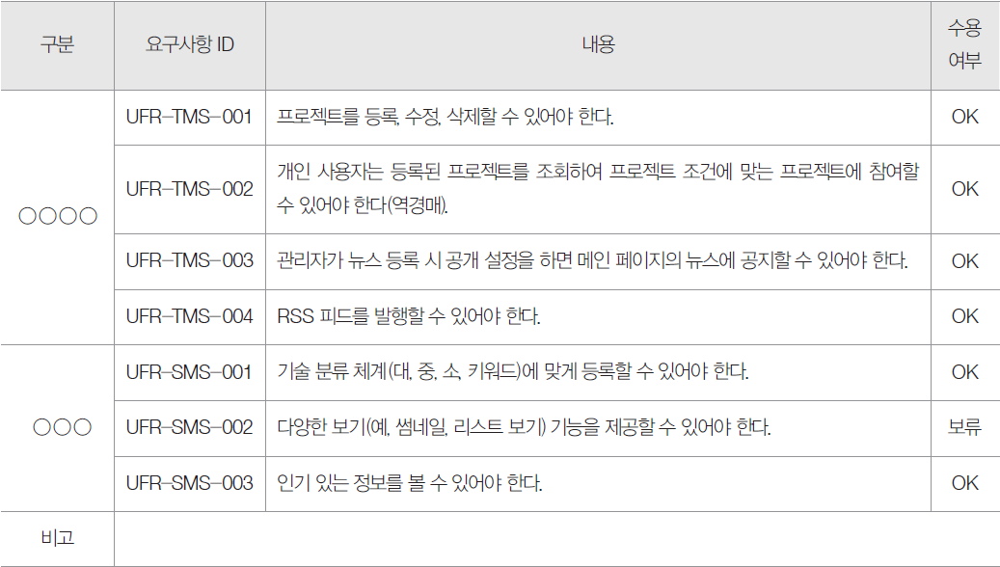 구분 요구사항 ID 내용 수용
여부
UFR-TMS-001 프로젝트를 등록, 수정, 삭제할 수 있어야 한다. OK
○○○○ UFR-TMS-002 개인 사용자는 등록된 프로젝트를 조회하여 프로젝트 조건에 맞는 프로젝트에 참여할
수 있어야 한다(역경매). OK
UFR-TMS-003 관리자가 뉴스 등록 시 공개 설정을 하면 메인 페이지의 뉴스에 공지할 수 있어야 한다. OK
UFR-TMS-004 RSS 피드를 발행할 수 있어야 한다. OK
UFR-SMS-001 기술 분류 체계(대, 중, 소, 키워드)에 맞게 등록할 수 있어야 한다. OK
○○○ UFR-SMS-002 다양한 보기(예, 썸네일, 리스트 보기) 기능을 제공할 수 있어야 한다. 보류
UFR-SMS-003 인기 있는 정보를 볼 수 있어야 한다. OK
비고